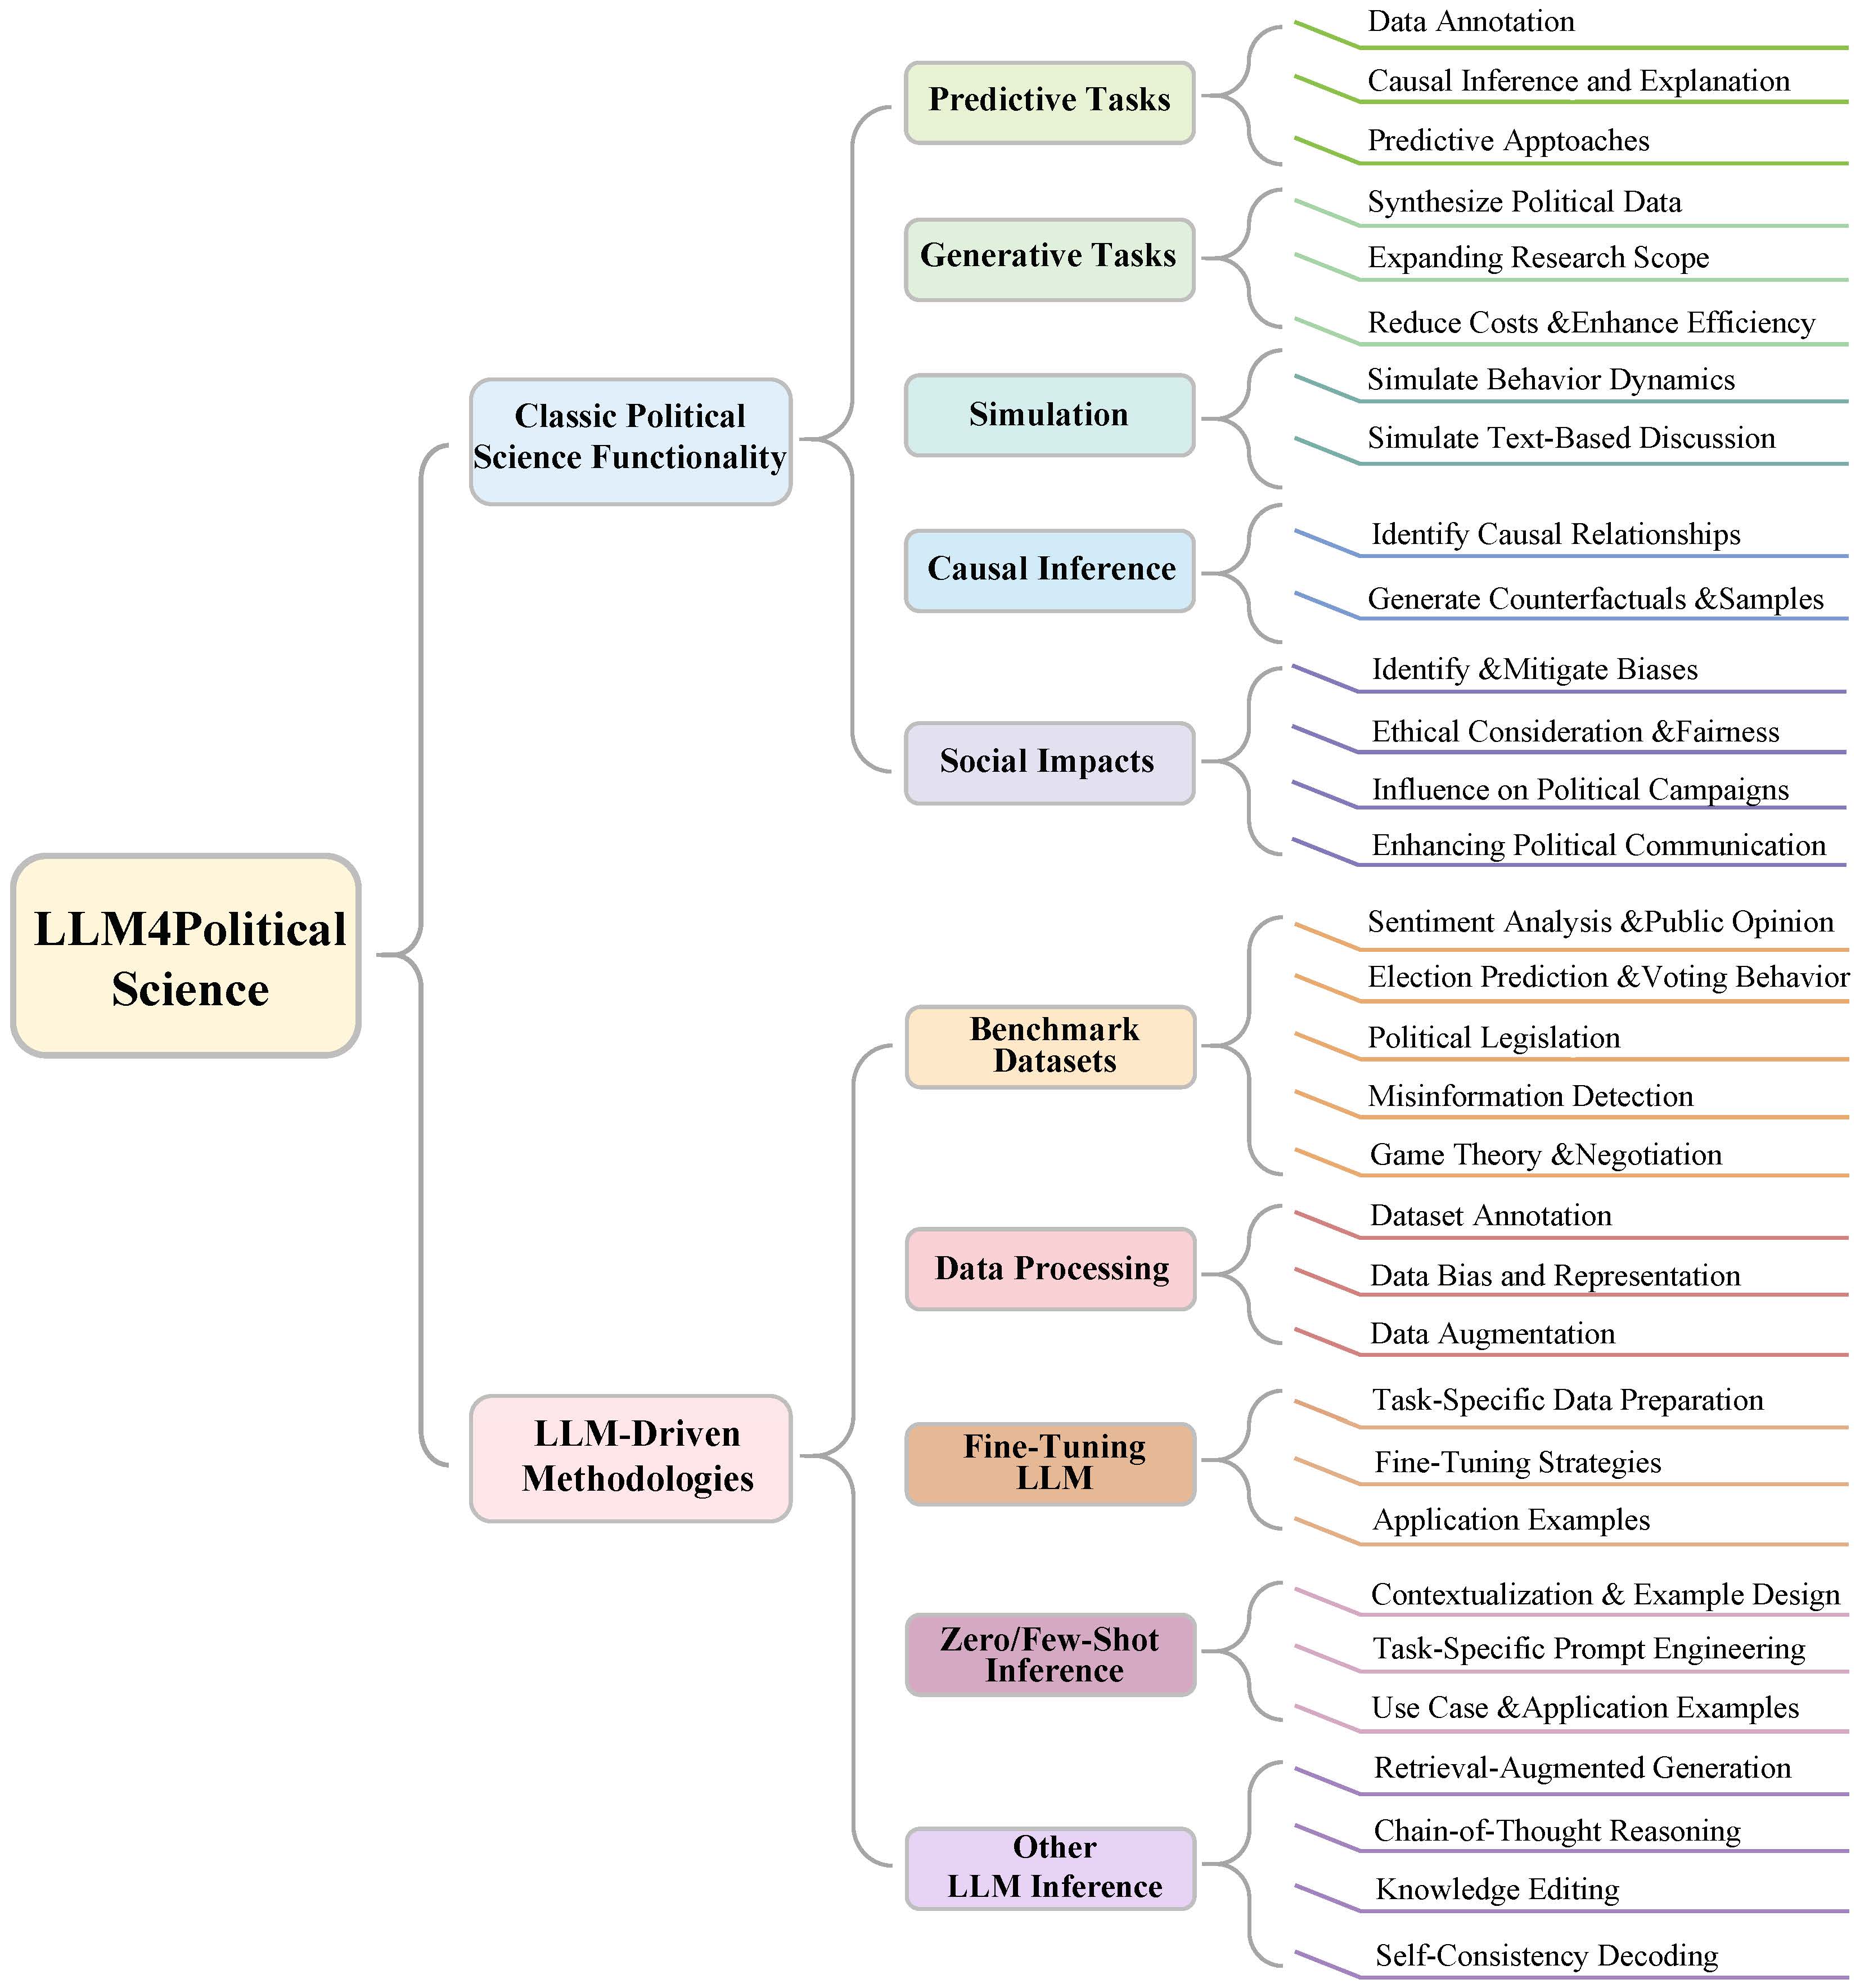 LLM4Political
Science
Classic Political
Science Functionality
Predictive Tasks
Data Annotation
Causal Inference and Explanation
Predictive Apptoaches
Generative Tasks
Synthesize Political Data
Expanding Research Scope
Reduce Costs &Enhance Efficiency
Simulation
Simulate Behavior Dynamics
Simulate Text-Based Discussion
Causal Inference
Identify Causal Relationships
Generate Counterfactuals &Samples
Social Impacts
Identify &Mitigate Biases
Ethical Consideration &Fairness
Influence on Political Campaigns
Enhancing Political Communication
LLM-Driven
Methodologies
Benchmark
Datasets
Sentiment Analysis &Public Opinion
Election Prediction &Voting Behavior
Political Legislation
Misinformation Detection
Game Theory &Negotiation
Data Processing
Dataset Annotation
Data Bias and Representation
Data Augmentation
Fine-Tuning
LLM
Task-Specific Data Preparation
Fine-Tuning Strategies
Application Examples
Zero/Few-Shot
Inference
Contextualization & Example Design
Task-Specific Prompt Engineering
Use Case &Application Examples
Other
LLM Inference
Retrieval-Augmented Generation
Chain-of-Thought Reasoning
Knowledge Editing
Self-Consistency Decoding